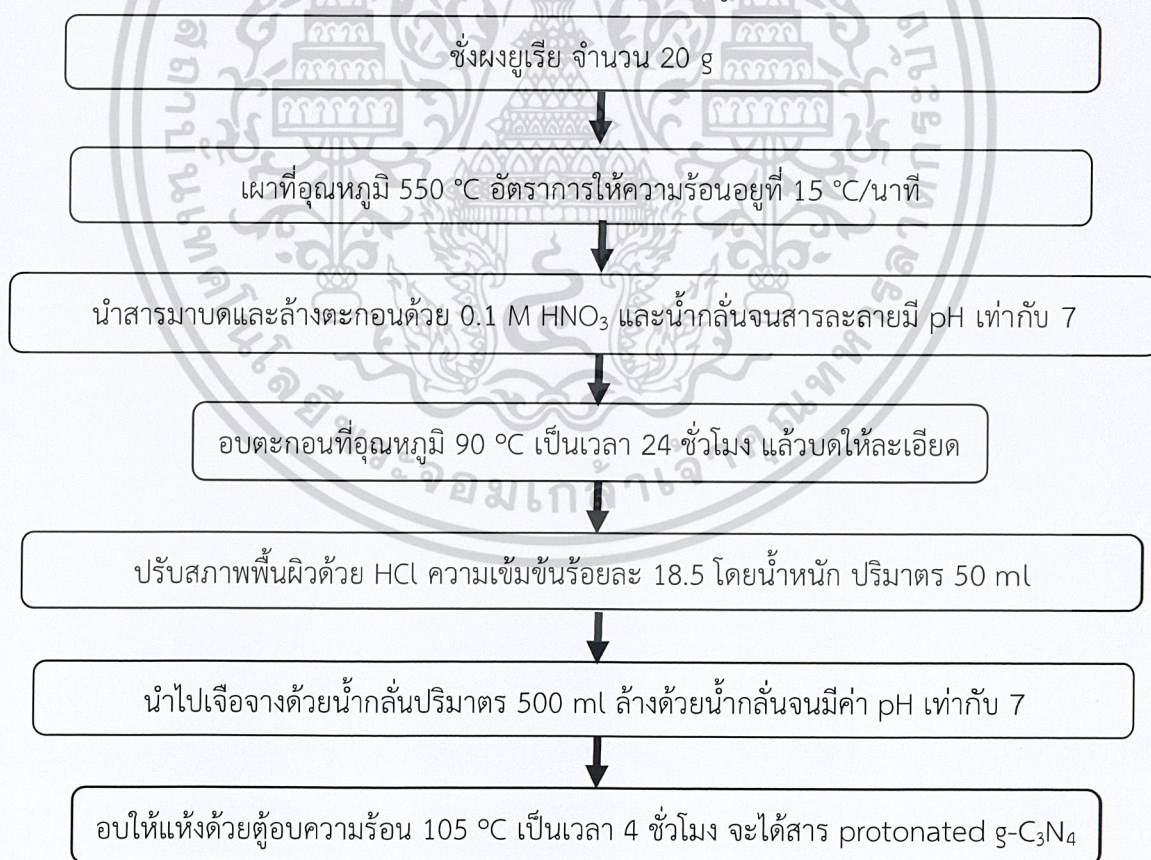 ชั่งผงยูเรีย จำนวน 20 g
เผาที่อุณหภูมิ 550 °C อัตราการให้ความร้อนอยู่ที่ 15 °C/นาที
นำสารมาบดและล้างตะกอนด้วย 0.1 M HNO₃ และน้ำกลั่นจนสารละลายมี pH เท่ากับ 7
อบตะกอนที่อุณหภูมิ 90 °C เป็นเวลา 24 ชั่วโมง แล้วบดให้ละเอียด
ปรับสภาพพื้นผิวด้วย HCl ความเข้มข้นร้อยละ 18.5 โดยน้ำหนัก ปริมาตร 50 ml
นำไปเจือจางด้วยน้ำกลั่นปริมาตร 500 ml ล้างด้วยน้ำกลั่นจนมีค่า pH เท่ากับ 7
อบให้แห้งด้วยตู้อบความร้อน 105 °C เป็นเวลา 4 ชั่วโมง จะได้สาร protonated g-C₃N₄